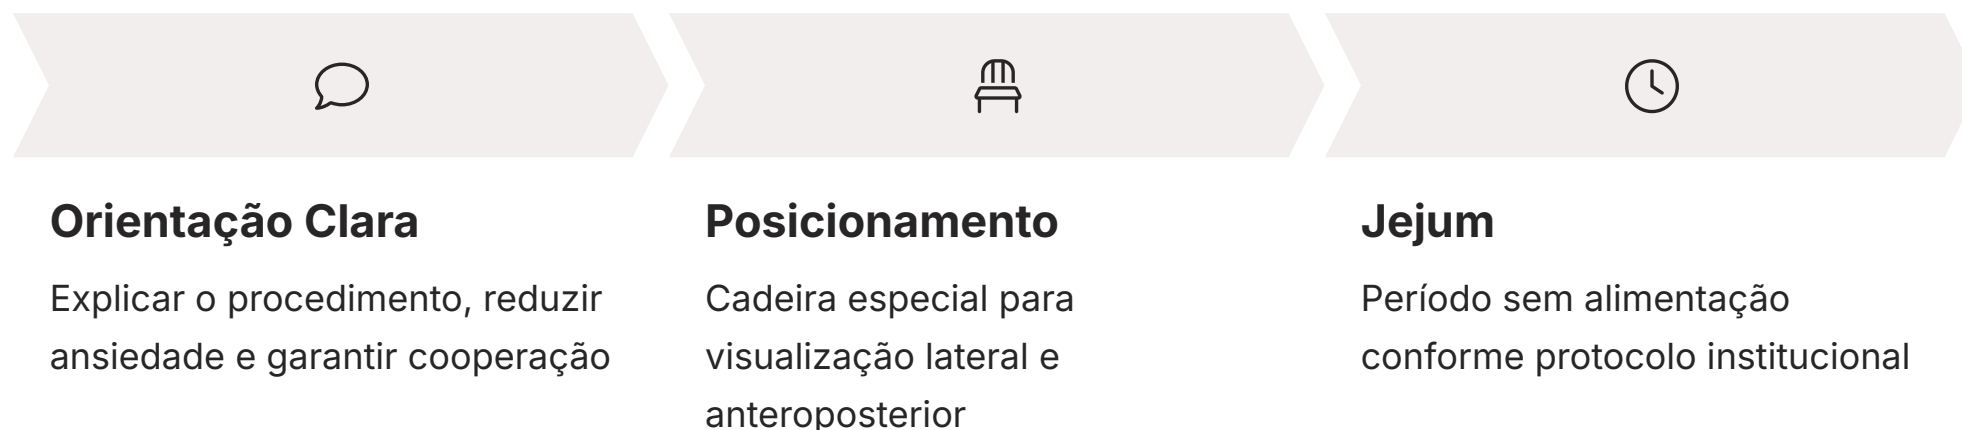 Orientação Clara
Explicar o procedimento, reduzir
ansiedade e garantir cooperação
Posicionamento
Cadeira especial para
visualização lateral e
anteroposterior
Jejum
Período sem alimentação
conforme protocolo institucional